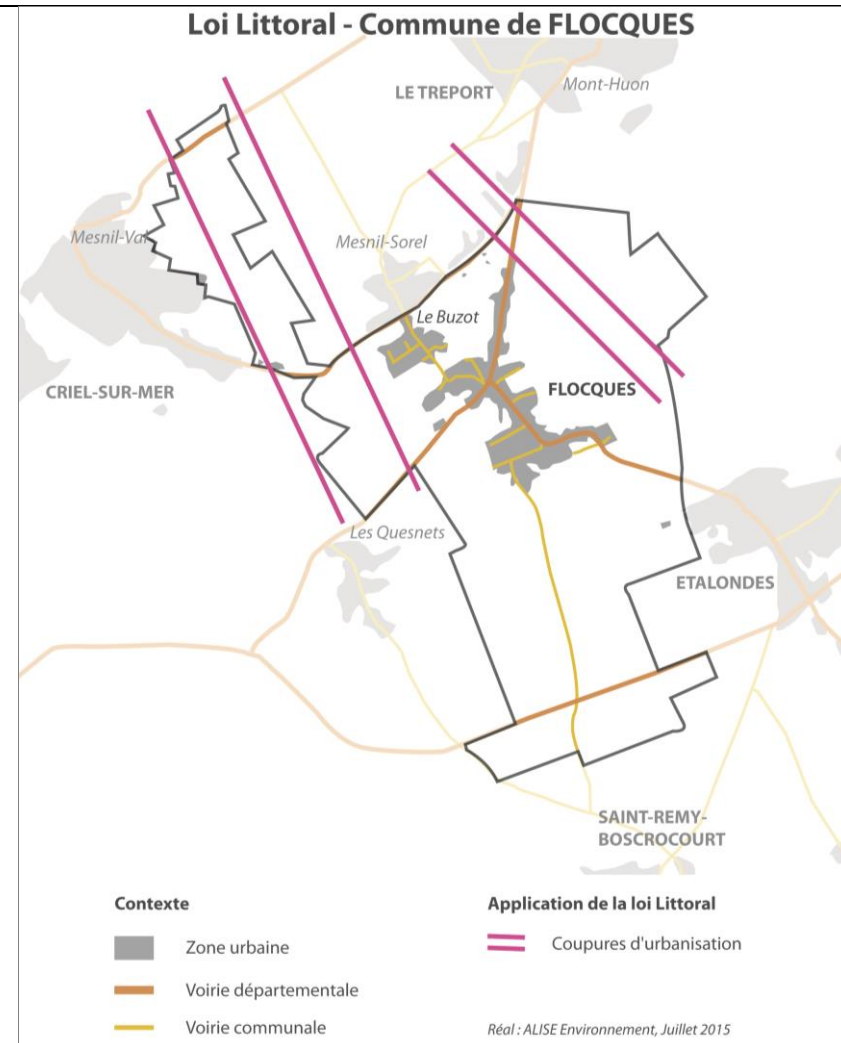 Loi Littoral - Commune de FLOCQUES
LE TREPORT
Mont-Huon
Mesnil-Val
Mesnil-Sorel
Le Buzot
CRIEL-SUR-MER
FLOCQUES
Les Quesnets
ETALONDES
SAINT-REMY-
BOSCROCOURT
Contexte
Zone urbaine
Voirie départementale
Voirie communale
Application de la loi Littoral
Coupures d'urbanisation
Réal : ALISE Environnement, Juillet 2015